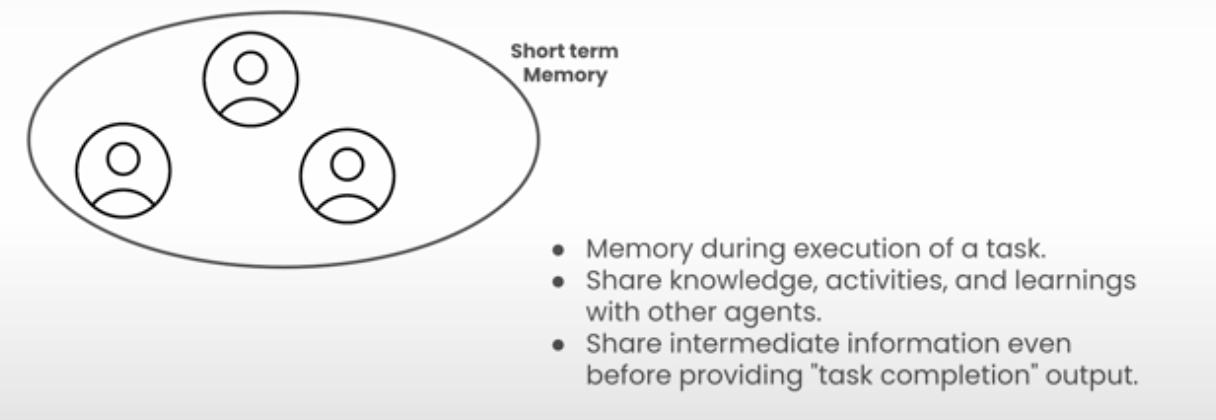 Short term
Memory
● Memory during execution of a task.
● Share knowledge, activities, and learnings
with other agents.
● Share intermediate information even
before providing "task completion" output.